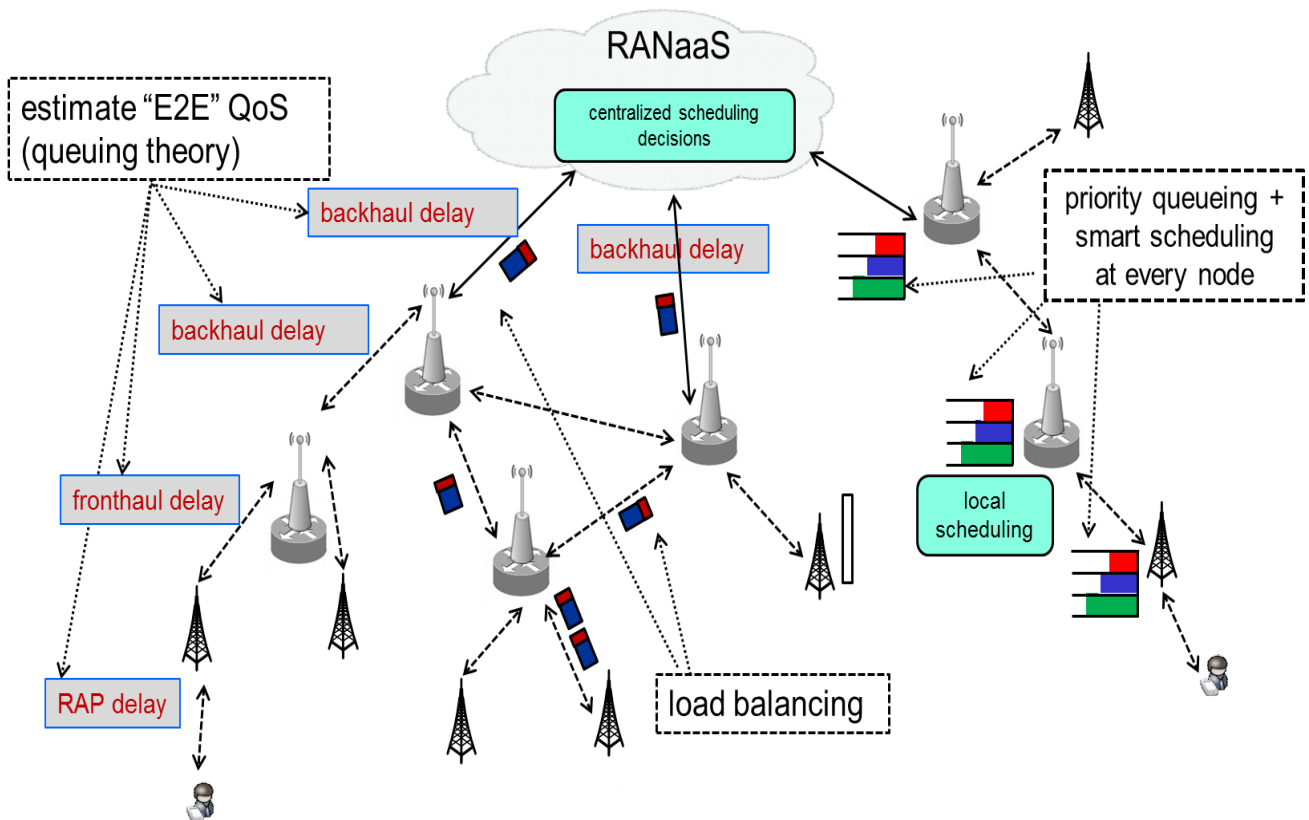 RANaaS
centralized scheduling
decisions
estimate “E2E” QoS
(queuing theory)
backhaul delay
backhaul delay
backhaul delay
priority queueing +
smart scheduling
at every node
fronthaul delay
local
scheduling
RAP delay
load balancing